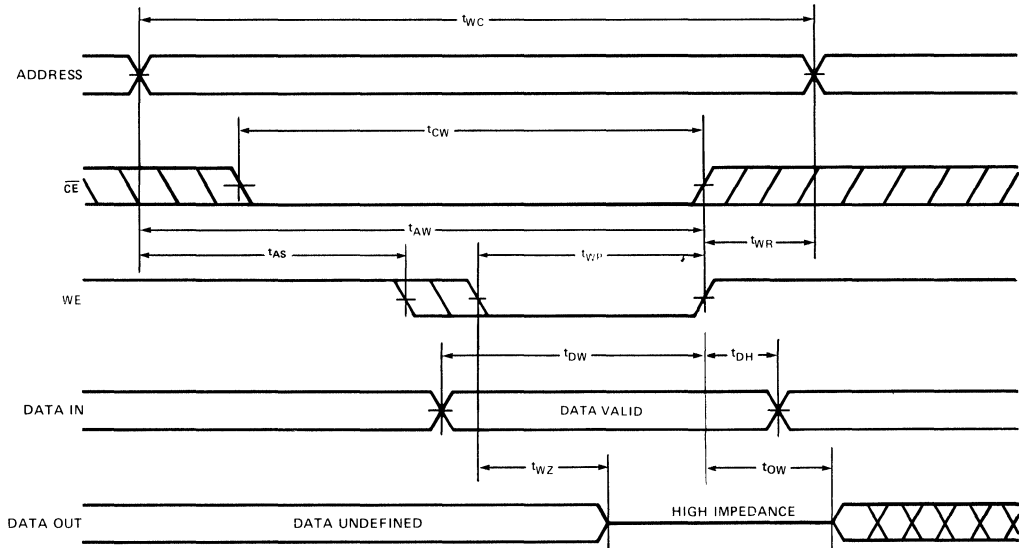 tWC
ADDRESS
tCW
CE
tAW
tAS
tWP
tWR
WE
tDW
tDH
DATA IN
DATA VALID
tWZ
tOW
DATA OUT
DATA UNDEFINED
HIGH IMPEDANCE